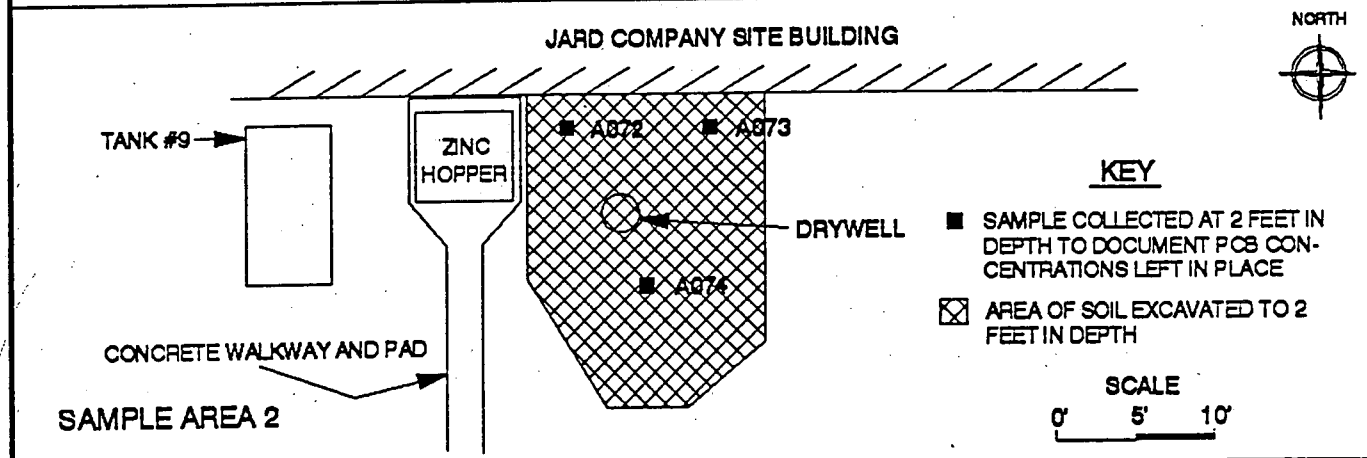 NORTH
JARD COMPANY SITE BUILDING
TANK #9
ZINC
HOPPER
A072
A073
DRYWELL
A074
CONCRETE WALKWAY AND PAD
SAMPLE AREA 2
KEY
SAMPLE COLLECTED AT 2 FEET IN
DEPTH TO DOCUMENT PCB CON-
CENTRATIONS LEFT IN PLACE
AREA OF SOIL EXCAVATED TO 2
FEET IN DEPTH
SCALE
0' 5' 10'